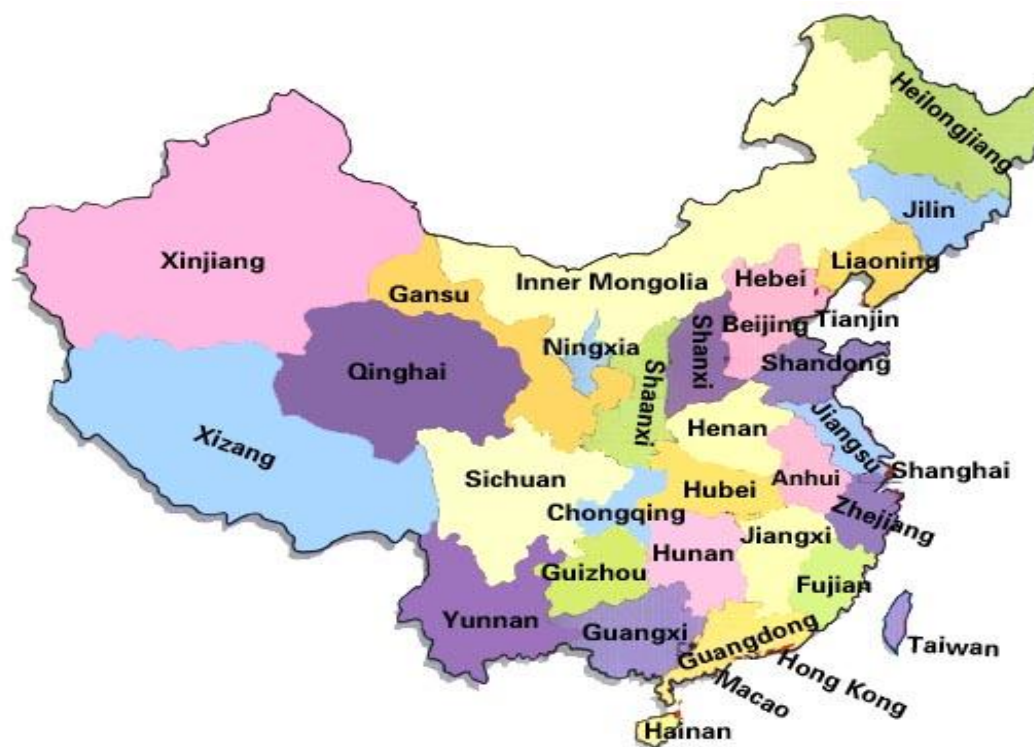 Heilongjiang
Jilin
Xinjiang
Inner Mongolia
Hebei
Liaoning
Gansu
Beijing
Tianjin
Ningxia
Shanxi
Shandong
Qinghai
Shaanxi
Henan
Jiangsu
Xizang
Sichuan
Hubei
Anhui
Shanghai
Chongqing
Zhejiang
Jiangxi
Hunan
Guizhou
Fujian
Yunnan
Guangxi
Guangdong
Taiwan
Hong Kong
Macao
Hainan